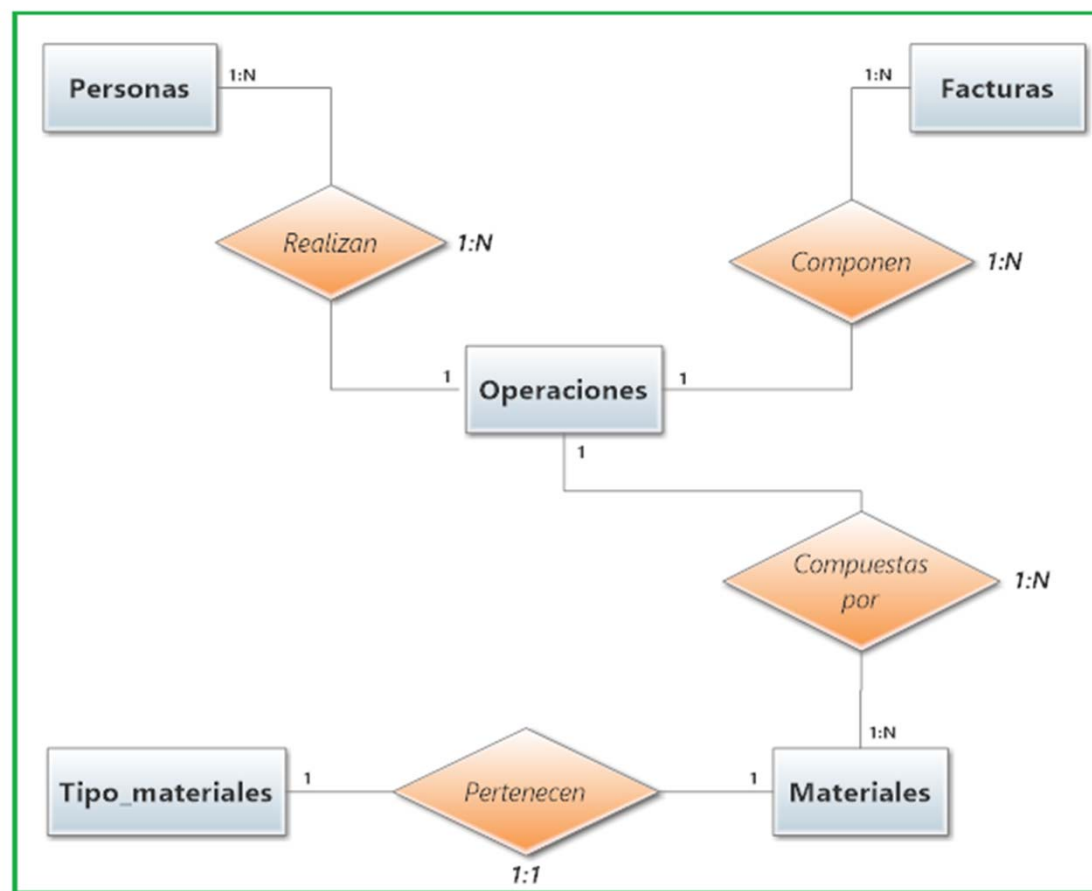 Personas
1:N
1:N
Facturas
Realizan
1:N
Componen
1:N
1
Operaciones
1
1
Compuestas
por
1:N
1:N
Tipo_materiales
1
Pertenecen
1
Materiales
1:1